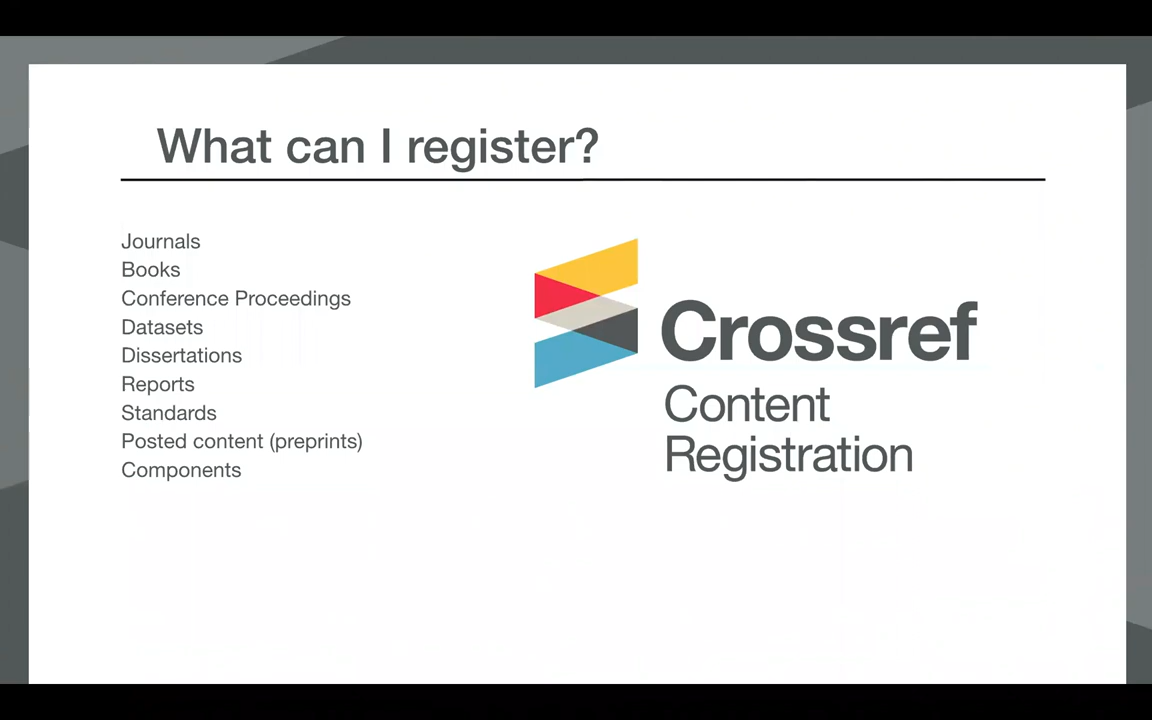 What can I register?
Journals
Books
Conference Proceedings
Datasets
Dissertations
Reports
Standards
Posted content (preprints)
Components
Crossref
Content
Registration